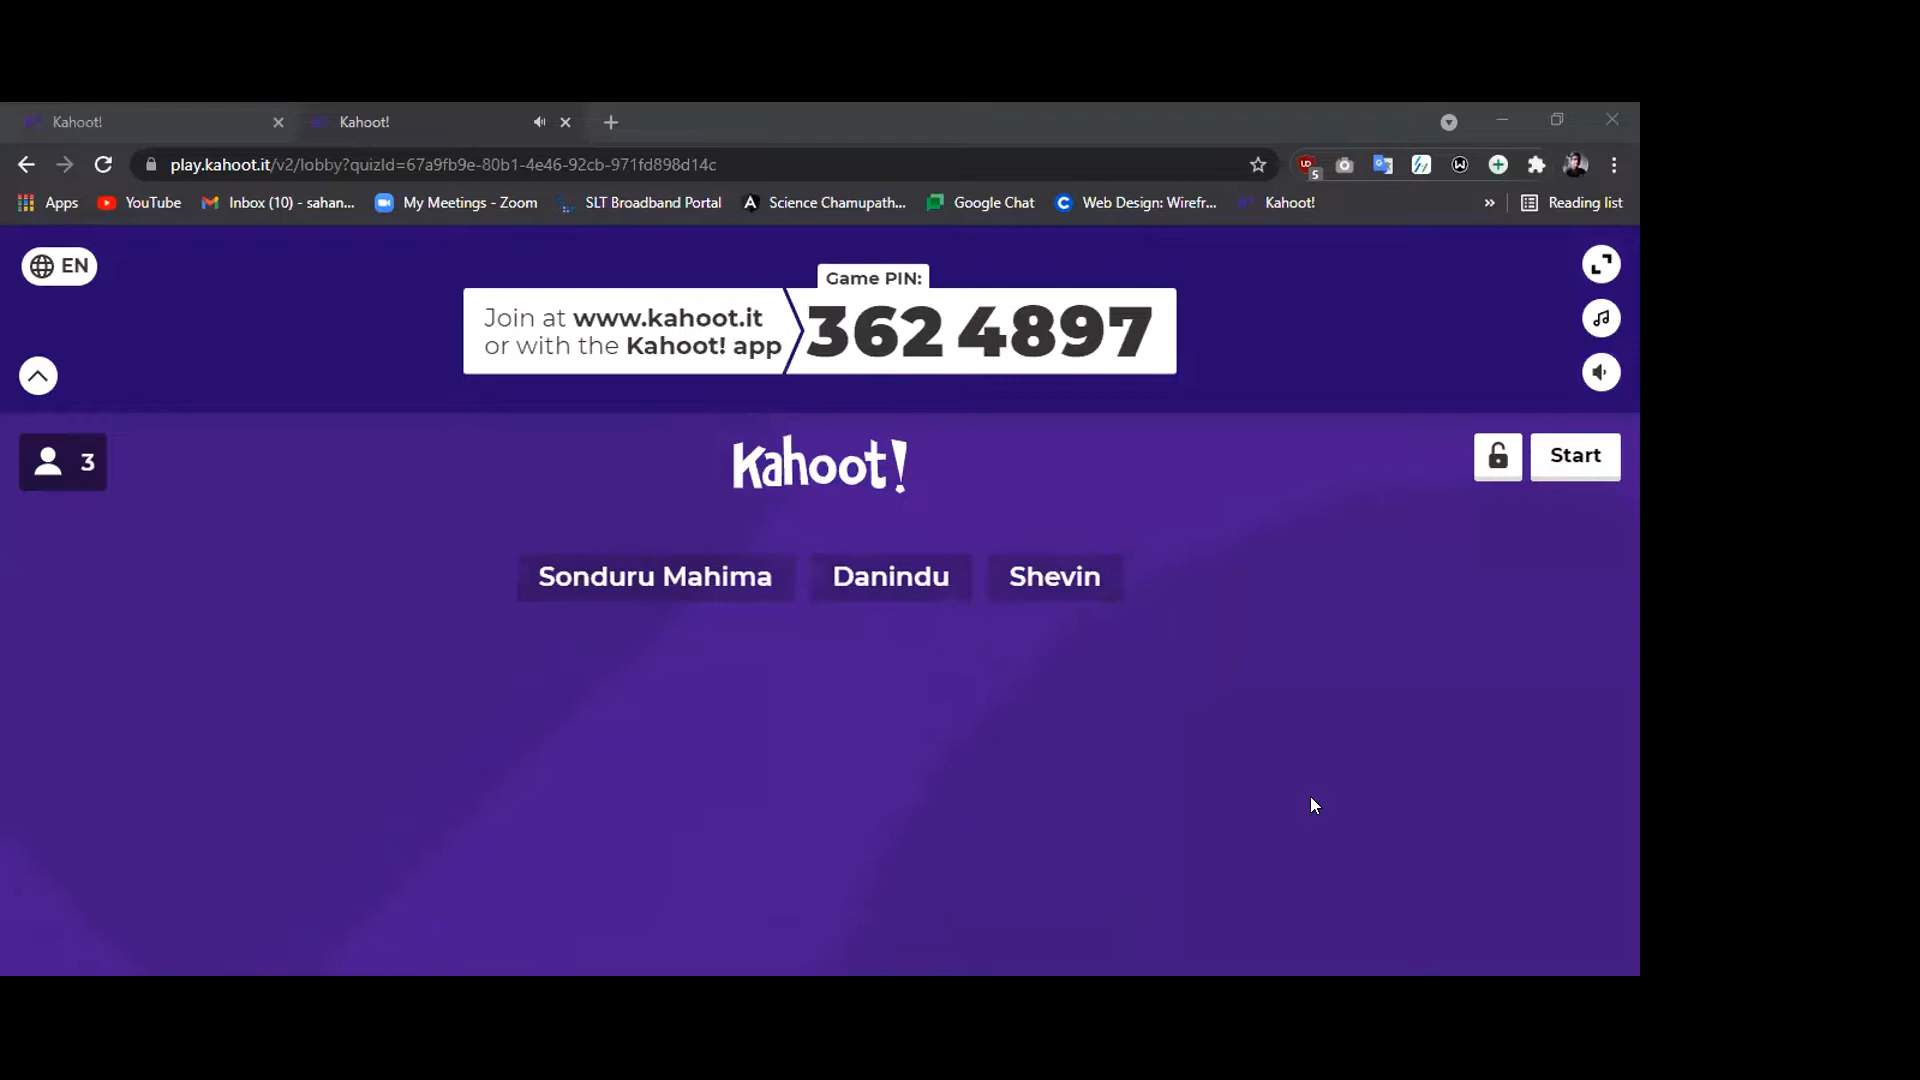 Kahoot!
Kahoot!
play.kahoot.it/v2/lobby?quizId=67a9fb9e-80b1-4e46-92cb-971fd898d14c
5
Apps YouTube Inbox (10) - sahan... My Meetings - Zoom SLT Broadband Portal Science Chamupath... Google Chat Web Design: Wirefr... Kahoot! » Reading list
EN
Game PIN:
Join at www.kahoot.it
or with the Kahoot! app
362 4897
3
Kahoot!
Start
Sonduru Mahima Danindu Shevin